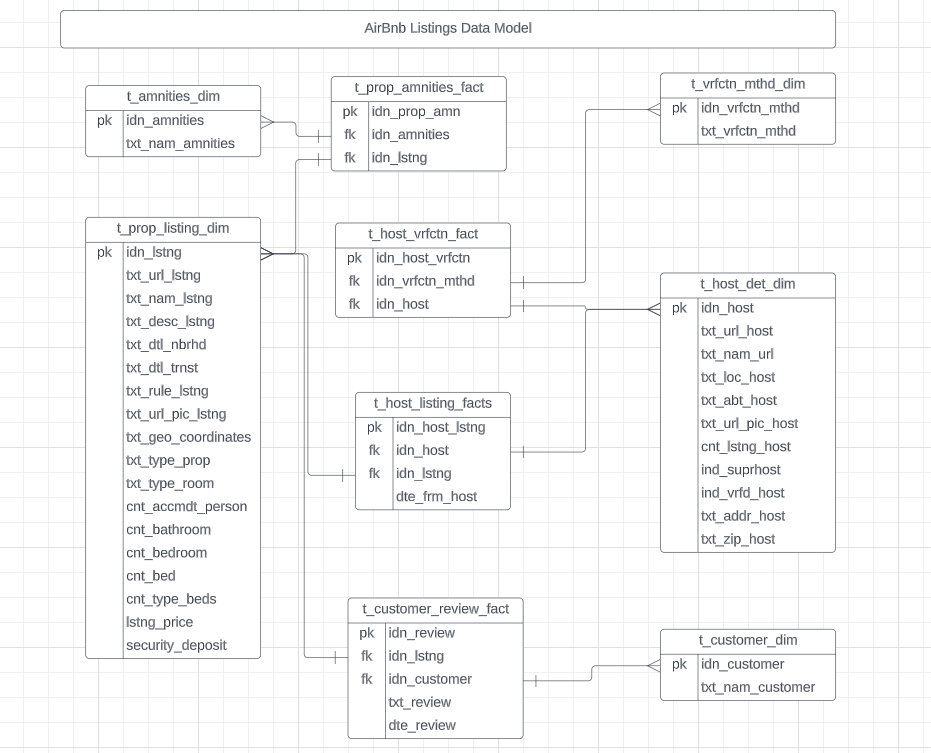 AirBnb Listings Data Model
t_amnities_dim
pk idn_amnities
txt_nam_amnities
t_prop_amnities_fact
pk idn_prop_amn
fk idn_amnities
fk idn_lstng
t_vrfctn_mthd_dim
pk idn_vrfctn_mthd
txt_vrfctn_mthd
t_prop_listing_dim
pk idn_lstng
txt_url_lstng
txt_nam_lstng
txt_desc_lstng
txt_dtl_nbrhd
txt_dtl_trnst
txt_rule_lstng
txt_url_pic_lstng
txt_geo_coordinates
txt_type_prop
txt_type_room
cnt_accmdt_person
cnt_bathroom
cnt_bedroom
cnt_bed
cnt_type_beds
lstng_price
security_deposit
t_host_vrfctn_fact
pk idn_host_vrfctn
fk idn_vrfctn_mthd
fk idn_host
t_host_det_dim
pk idn_host
txt_url_host
txt_nam_url
txt_loc_host
txt_abt_host
txt_url_pic_host
cnt_lstng_host
ind_suprhost
ind_vrfd_host
txt_addr_host
txt_zip_host
t_host_listing_facts
pk idn_host_lstng
fk idn_host
fk idn_lstng
dte_frm_host
t_customer_review_fact
pk idn_review
fk idn_lstng
fk idn_customer
txt_review
dte_review
t_customer_dim
pk idn_customer
txt_nam_customer